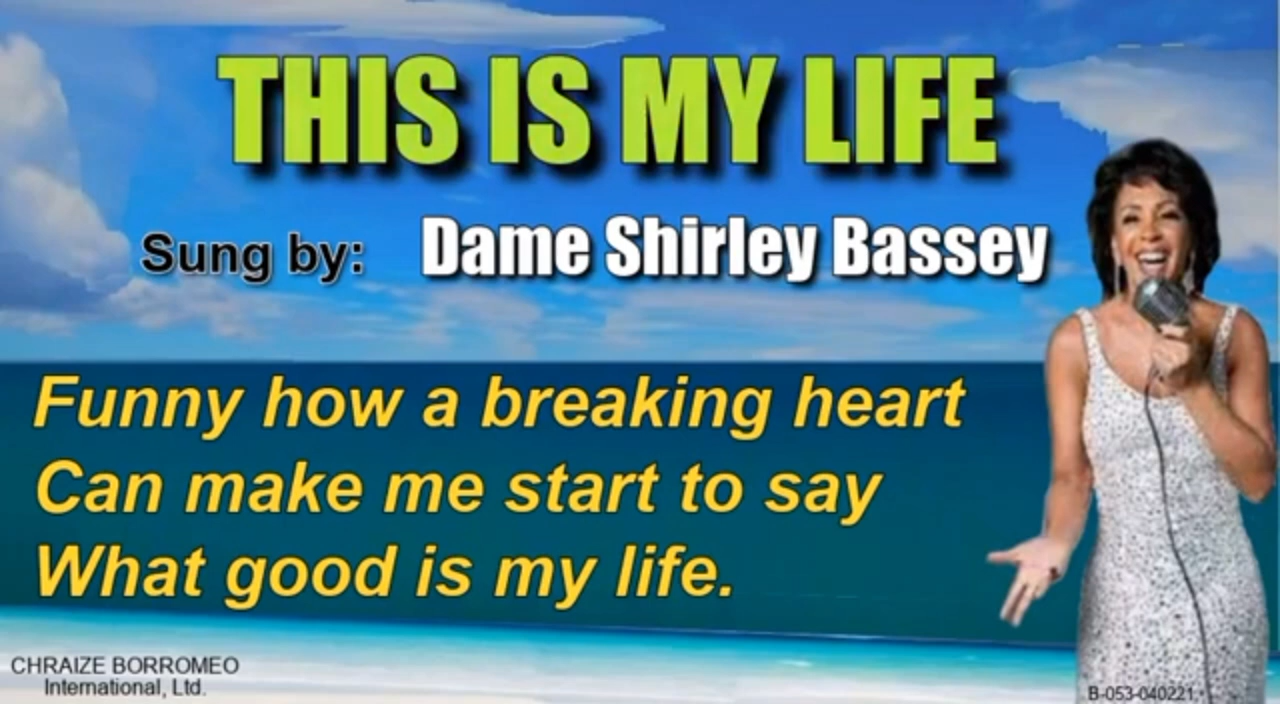 THIS IS MY LIFE
Sung by: Dame Shirley Bassey
Funny how a breaking heart
Can make me start to say
What good is my life.
CHRAIZE BORROMEO
International, Ltd.
B-053-040221